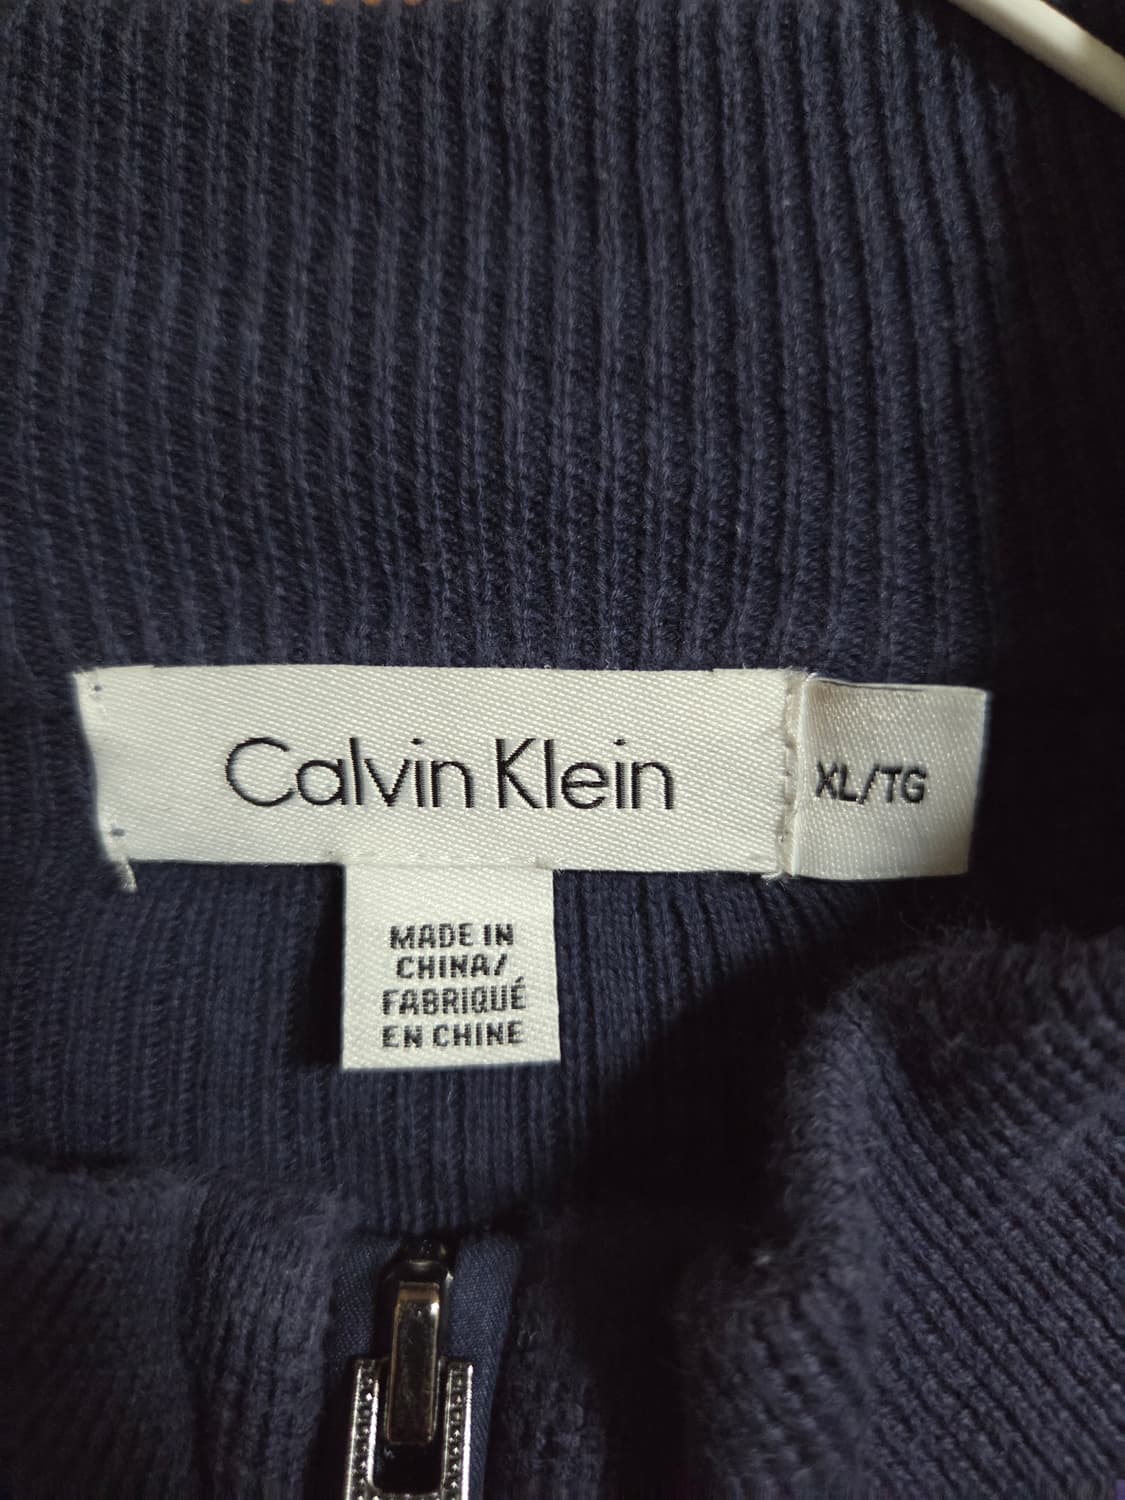 Calvin Klein
XL/TG
MADE IN
CHINA/
FABRIQUÉ
EN CHINE